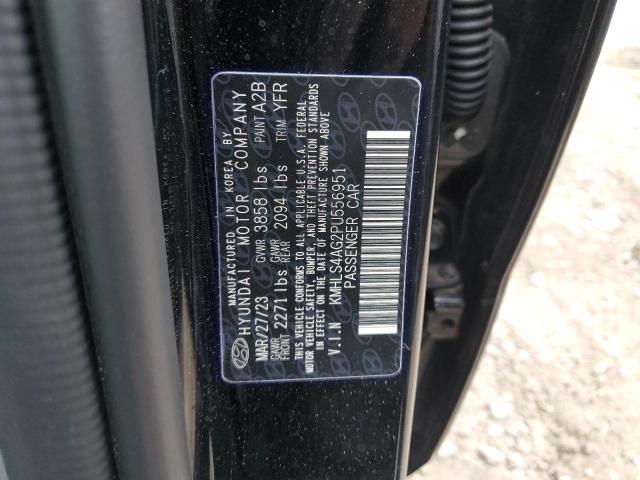 MANUFACTURED IN KOREA BY
HYUNDAI MOTOR COMPANY
MAR/27/23 GVWR 3858 lbs PAINT A2B
GAWR FRONT 2271 lbs GAWR REAR 2094 lbs TRIM YFR
THIS VEHICLE CONFORMS TO ALL APPLICABLE U.S.A. FEDERAL
MOTOR VEHICLE SAFETY, BUMPER, AND THEFT PREVENTION STANDARDS
IN EFFECT ON THE DATE OF MANUFACTURE SHOWN ABOVE
V.I.N KMHLS4AG2PU556951
PASSENGER CAR